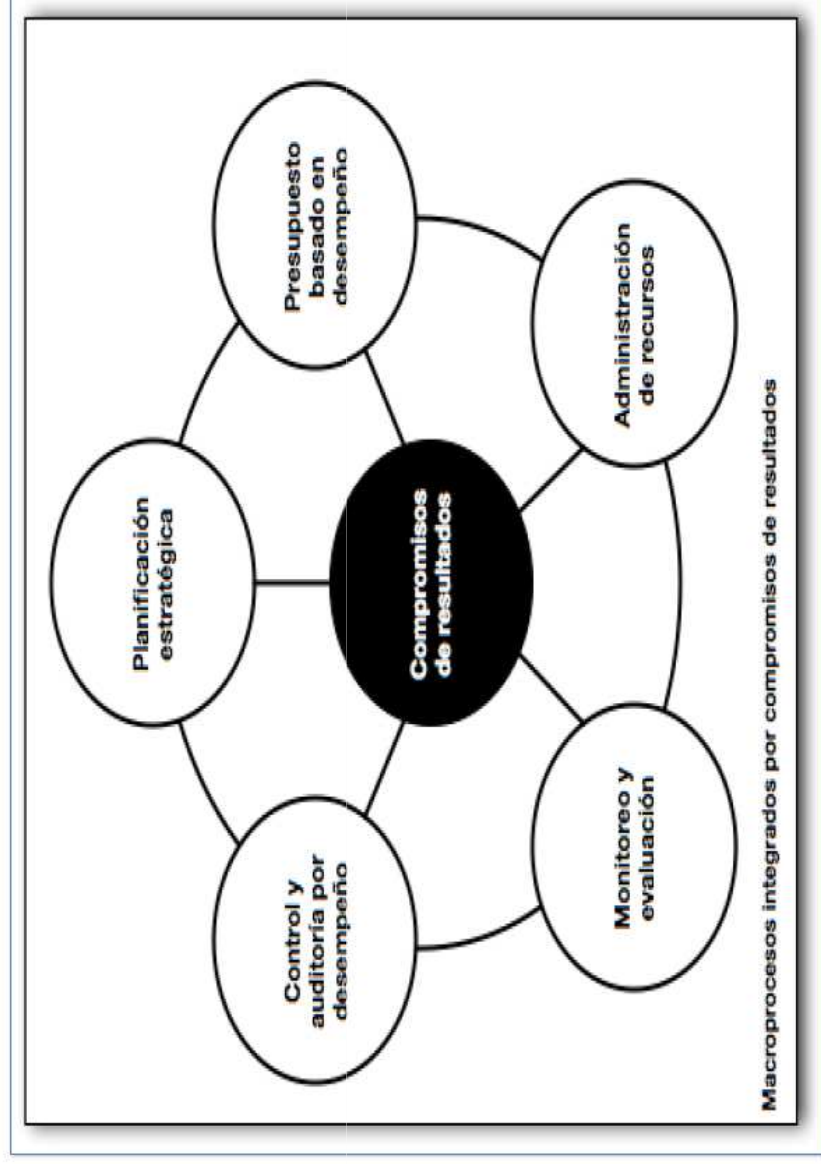 Planificación
estratégica
Presupuesto
basado en
desempeño
Administración
de recursos
Monitoreo y
evaluación
Control y
auditoría por
desempeño
Compromisos
de resultados
Macroprocesos integrados por compromisos de resultados